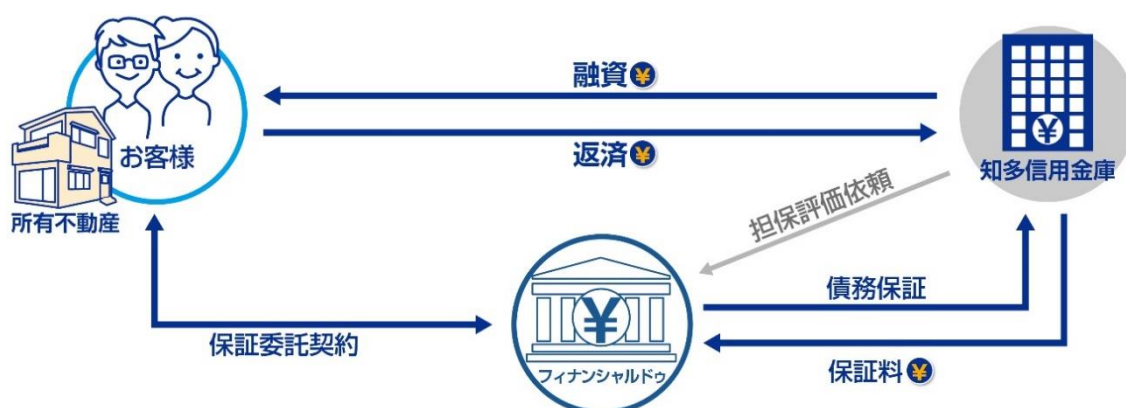 融資¥
返済¥
お客様
所有不動産
¥
知多信用金庫
担保評価依頼
債務保証
保証委託契約
¥
フィナンシャルドゥ
保証料¥